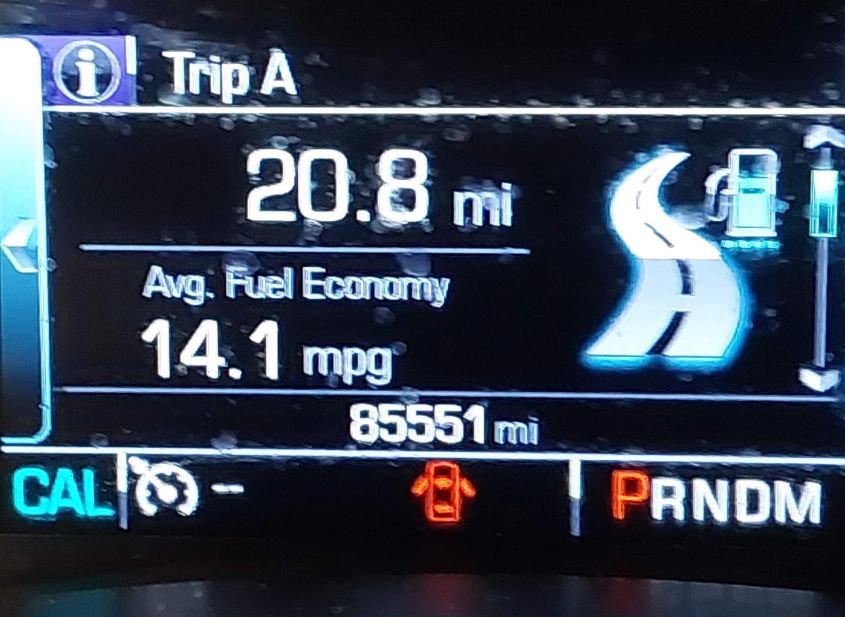 Trip A
20.8 mi
Avg. Fuel Economy
14.1 mpg
85551 mi
CAL - PRNDM